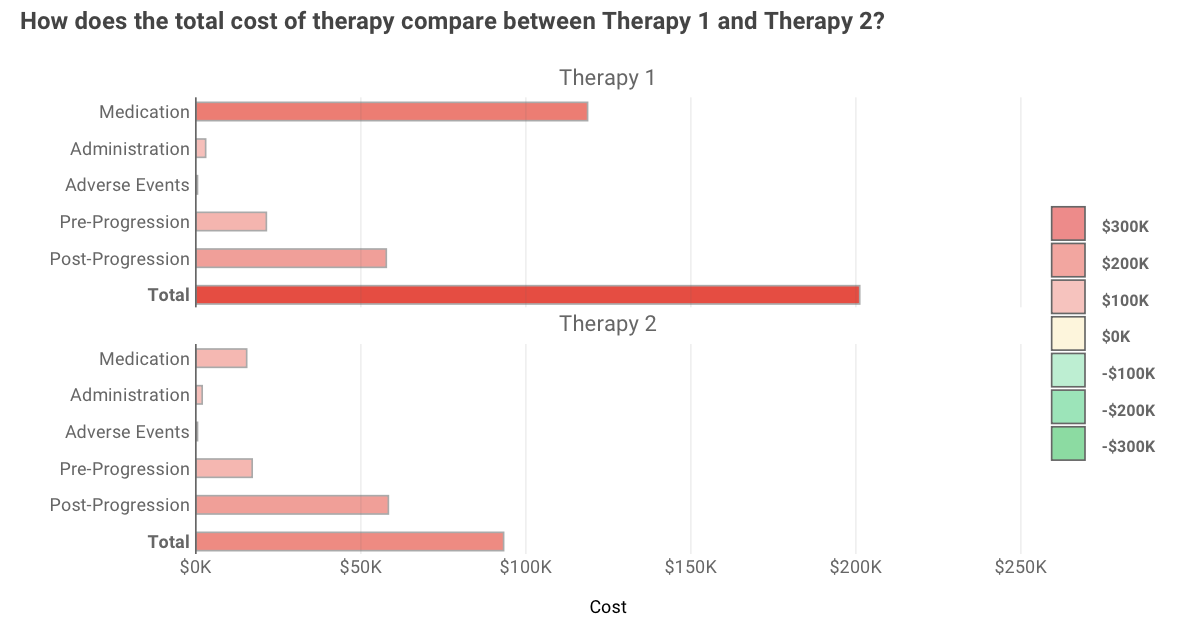 How does the total cost of therapy compare between Therapy 1 and Therapy 2?
Therapy 1
Medication
Administration
Adverse Events
Pre-Progression
Post-Progression
Total
Therapy 2
Medication
Administration
Adverse Events
Pre-Progression
Post-Progression
Total
$0K $50K $100K $150K $200K $250K
Cost
$300K
$200K
$100K
$0K
-$100K
-$200K
-$300K